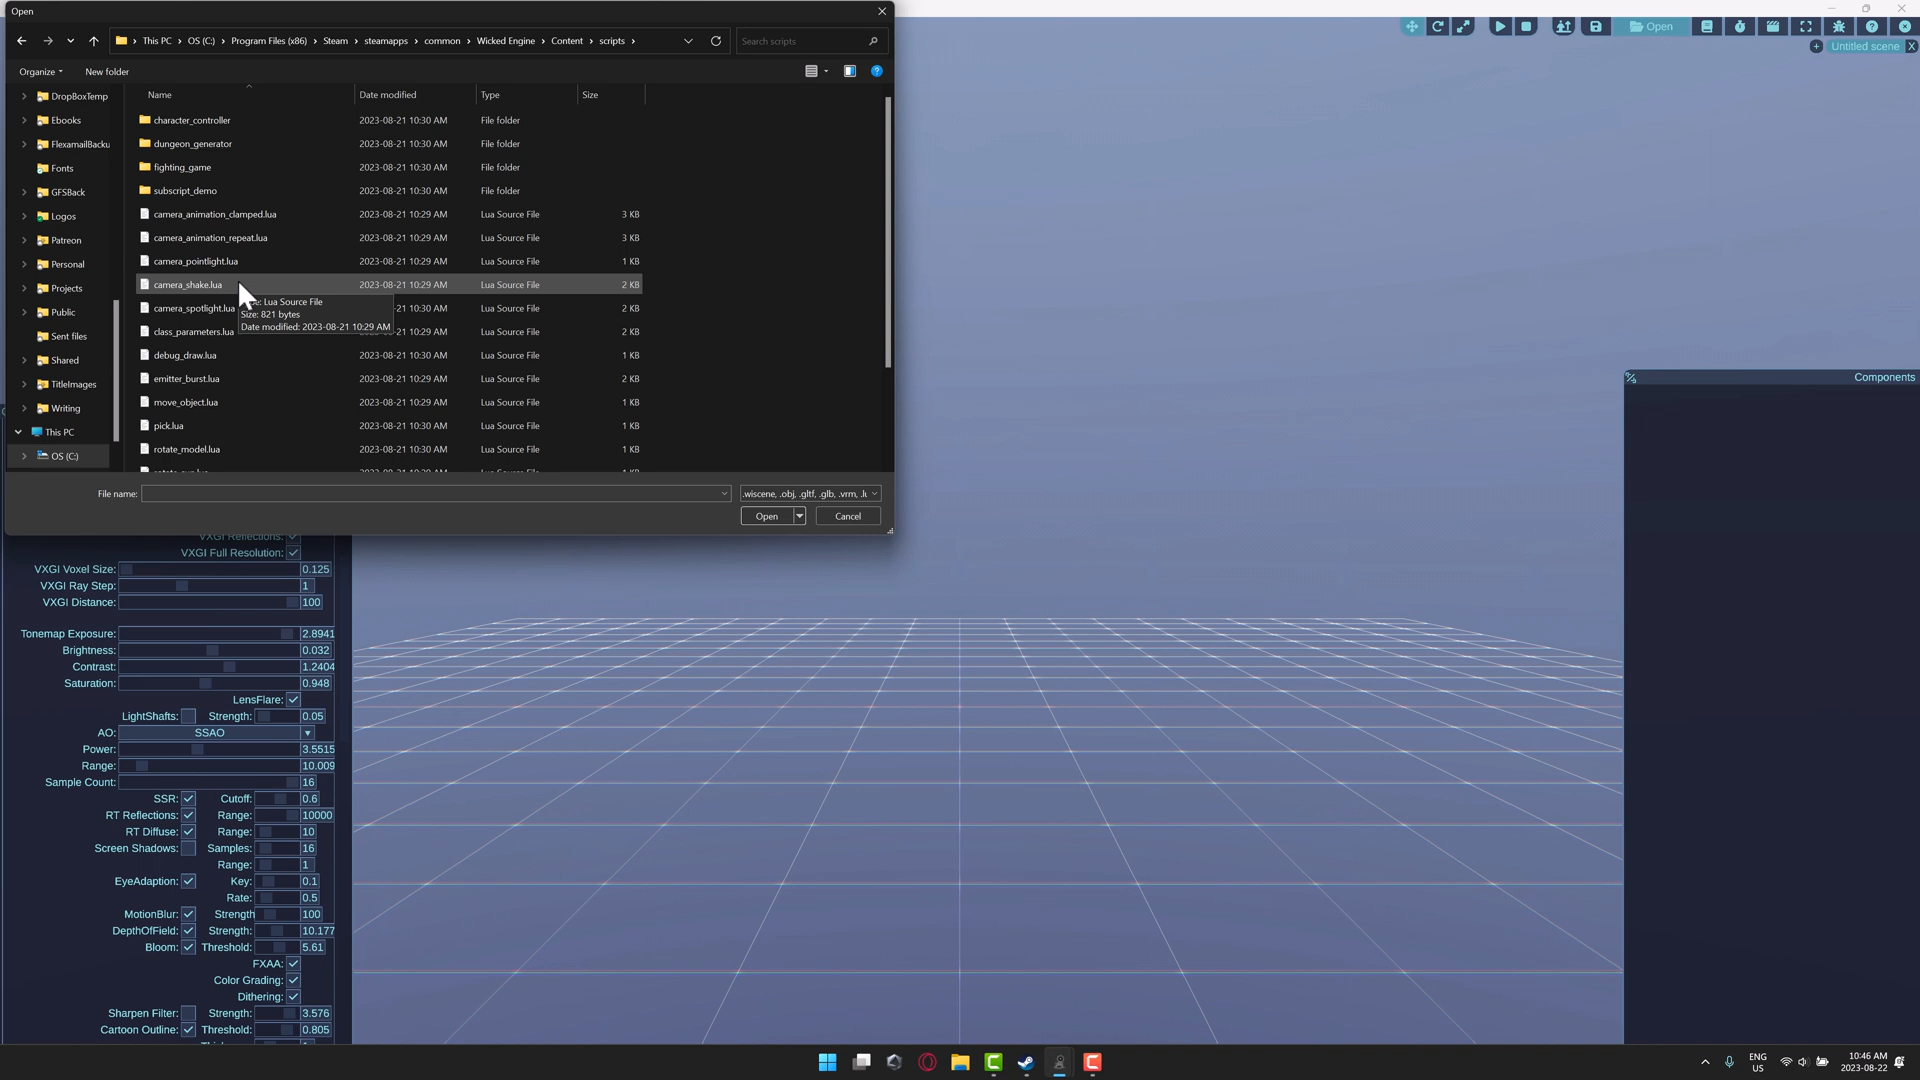 Open
This PC > OS (C:) > Program Files (x86) > Steam > steamapps > common > Wicked Engine > Content > scripts >
Search scripts
Organize
New folder
Name
Date modified
Type
Size
DropBoxTemp
Ebooks
FlexamailBacku
Fonts
GFSBack
Logos
Patreon
Personal
Projects
Public
Sent files
Shared
TitleImages
Writing
This PC
OS (C:)
character_controller 2023-08-21 10:30 AM File folder
dungeon_generator 2023-08-21 10:30 AM File folder
fighting_game 2023-08-21 10:30 AM File folder
subscript_demo 2023-08-21 10:30 AM File folder
camera_animation_clamped.lua 2023-08-21 10:29 AM Lua Source File 3 KB
camera_animation_repeat.lua 2023-08-21 10:29 AM Lua Source File 3 KB
camera_pointlight.lua 2023-08-21 10:29 AM Lua Source File 1 KB
camera_shake.lua 2023-08-21 10:29 AM Lua Source File 2 KB
camera_spotlight.lua -08-21 10:30 AM Lua Source File 2 KB
class_parameters.lua -08-21 10:29 AM Lua Source File 2 KB
debug_draw.lua 2023-08-21 10:30 AM Lua Source File 1 KB
emitter_burst.lua 2023-08-21 10:29 AM Lua Source File 2 KB
move_object.lua 2023-08-21 10:29 AM Lua Source File 1 KB
pick.lua 2023-08-21 10:30 AM Lua Source File 1 KB
rotate_model.lua 2023-08-21 10:30 AM Lua Source File 1 KB
Lua Source File
Size: 821 bytes
Date modified: 2023-08-21 10:29 AM
File name:
.wiscene, .obj, .gltf, .glb, .vrm, .lu
Open
Cancel
Open
Untitled scene X
Components
VXGI Reflections:
VXGI Full Resolution:
VXGI Voxel Size: 0.125
VXGI Ray Step: 1
VXGI Distance: 100
Tonemap Exposure: 2.8941
Brightness: 0.032
Contrast: 1.2404
Saturation: 0.948
LensFlare:
LightShafts: Strength: 0.05
AO: SSAO
Power: 3.5515
Range: 10.009
Sample Count: 16
SSR: Cutoff: 0.6
RT Reflections: Range: 10000
RT Diffuse: Range: 10
Screen Shadows: Samples: 16
Range: 1
EyeAdaption: Key: 0.1
Rate: 0.5
MotionBlur: Strength 100
DepthOfField: Strength: 10.177
Bloom: Threshold: 5.61
FXAA:
Color Grading:
Dithering:
Sharpen Filter: Strength: 3.576
Cartoon Outline: Threshold: 0.805
ENG
US
10:46 AM
2023-08-22